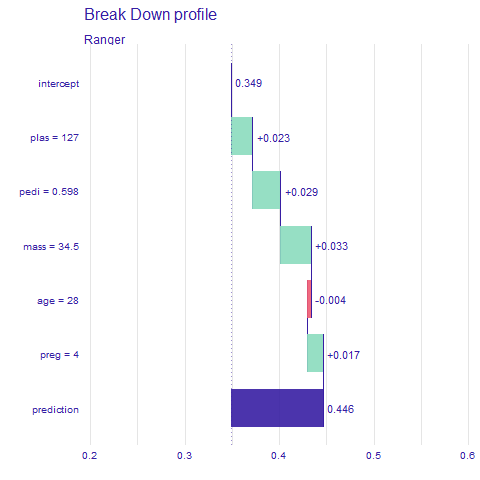 Break Down profile
Ranger
intercept 0.349
plas = 127 +0.023
pedi = 0.598 +0.029
mass = 34.5 +0.033
age = 28 -0.004
preg = 4 +0.017
prediction 0.446
0.2 0.3 0.4 0.5 0.6